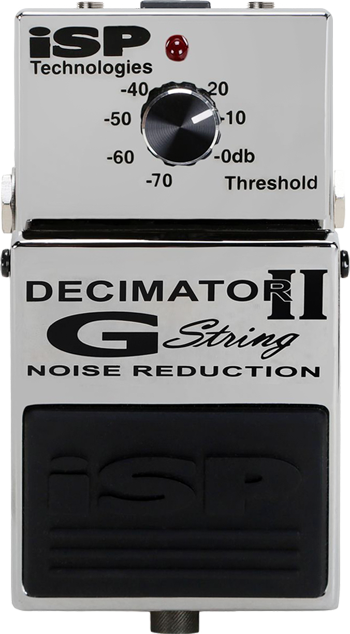 iSP
Technologies
-40
20
-50
-10
-60
-0db
-70
Threshold
DECIMATOR II
G String
NOISE REDUCTION
iSP